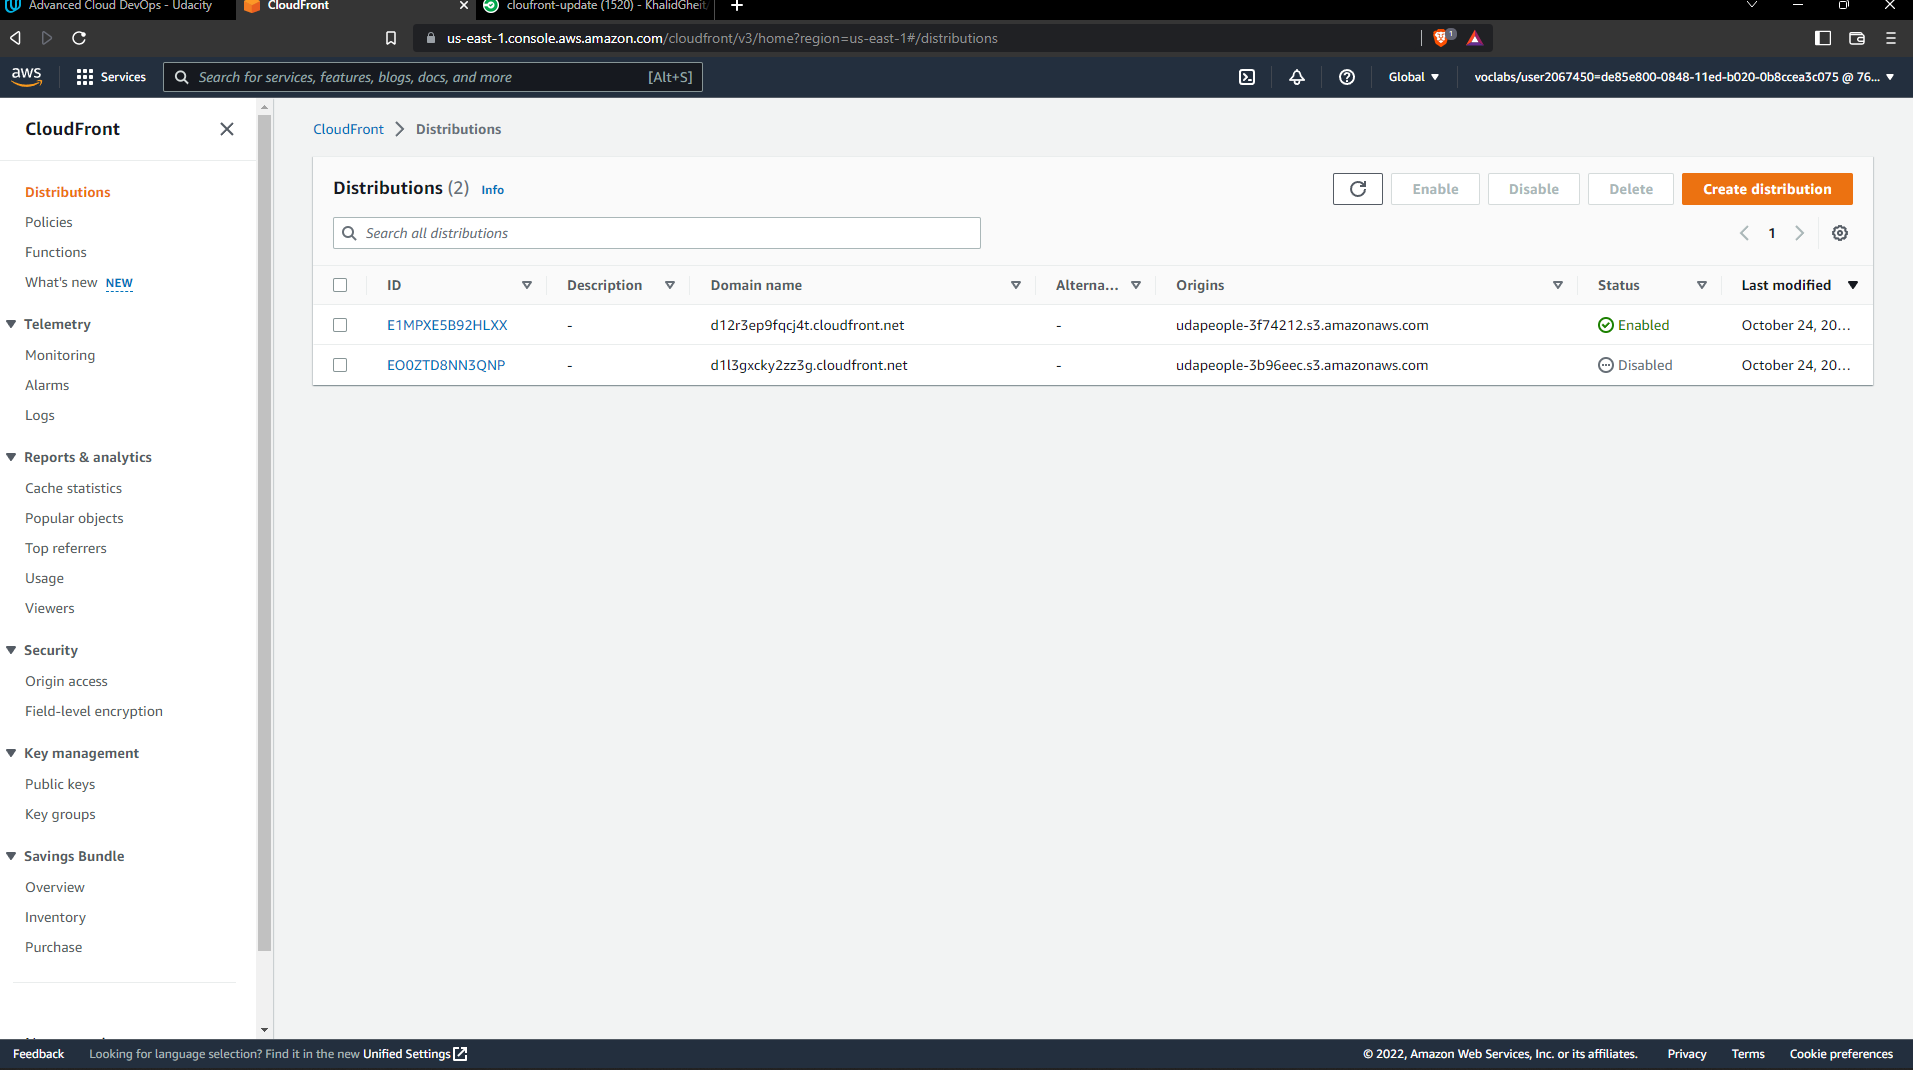 Advanced Cloud DevOps - Udacity
CloudFront
cloufront-update (1520) - KhalidGheit
us-east-1.console.aws.amazon.com/cloudfront/v3/home?region=us-east-1#/distributions
1
aws
Services
Search for services, features, blogs, docs, and more
[Alt+S]
Global
voclabs/user2067450=de85e800-0848-11ed-b020-0b8ccea3c075 @ 76...
CloudFront
Distributions
Policies
Functions
What's new NEW
Telemetry
Monitoring
Alarms
Logs
Reports & analytics
Cache statistics
Popular objects
Top referrers
Usage
Viewers
Security
Origin access
Field-level encryption
Key management
Public keys
Key groups
Savings Bundle
Overview
Inventory
Purchase
CloudFront > Distributions
Distributions (2) Info
Enable
Disable
Delete
Create distribution
Search all distributions
1
ID Description Domain name Alterna... Origins Status Last modified
E1MPXE5B92HLXX - d12r3ep9fqcj4t.cloudfront.net - udapeople-3f74212.s3.amazonaws.com Enabled October 24, 20...
EO0ZTD8NN3QNP - d1l3gxcky2zz3g.cloudfront.net - udapeople-3b96eec.s3.amazonaws.com Disabled October 24, 20...
Feedback
Looking for language selection? Find it in the new Unified Settings
© 2022, Amazon Web Services, Inc. or its affiliates.
Privacy
Terms
Cookie preferences